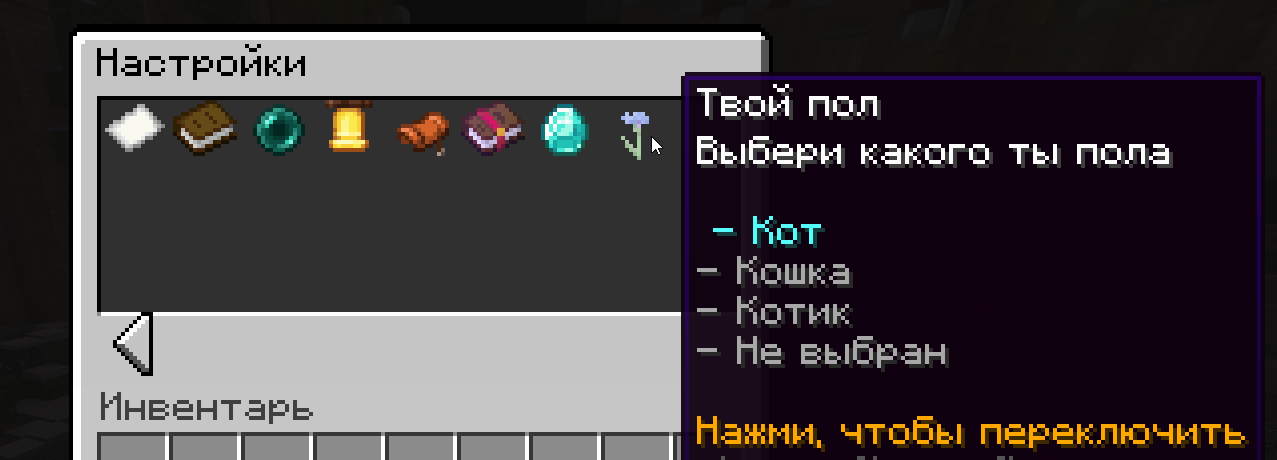 Настройки
Твой пол
Выбери какого ты пола
- Кот
- Кошка
- Котик
- Не выбран
Инвентарь
Нажми, чтобы переключить